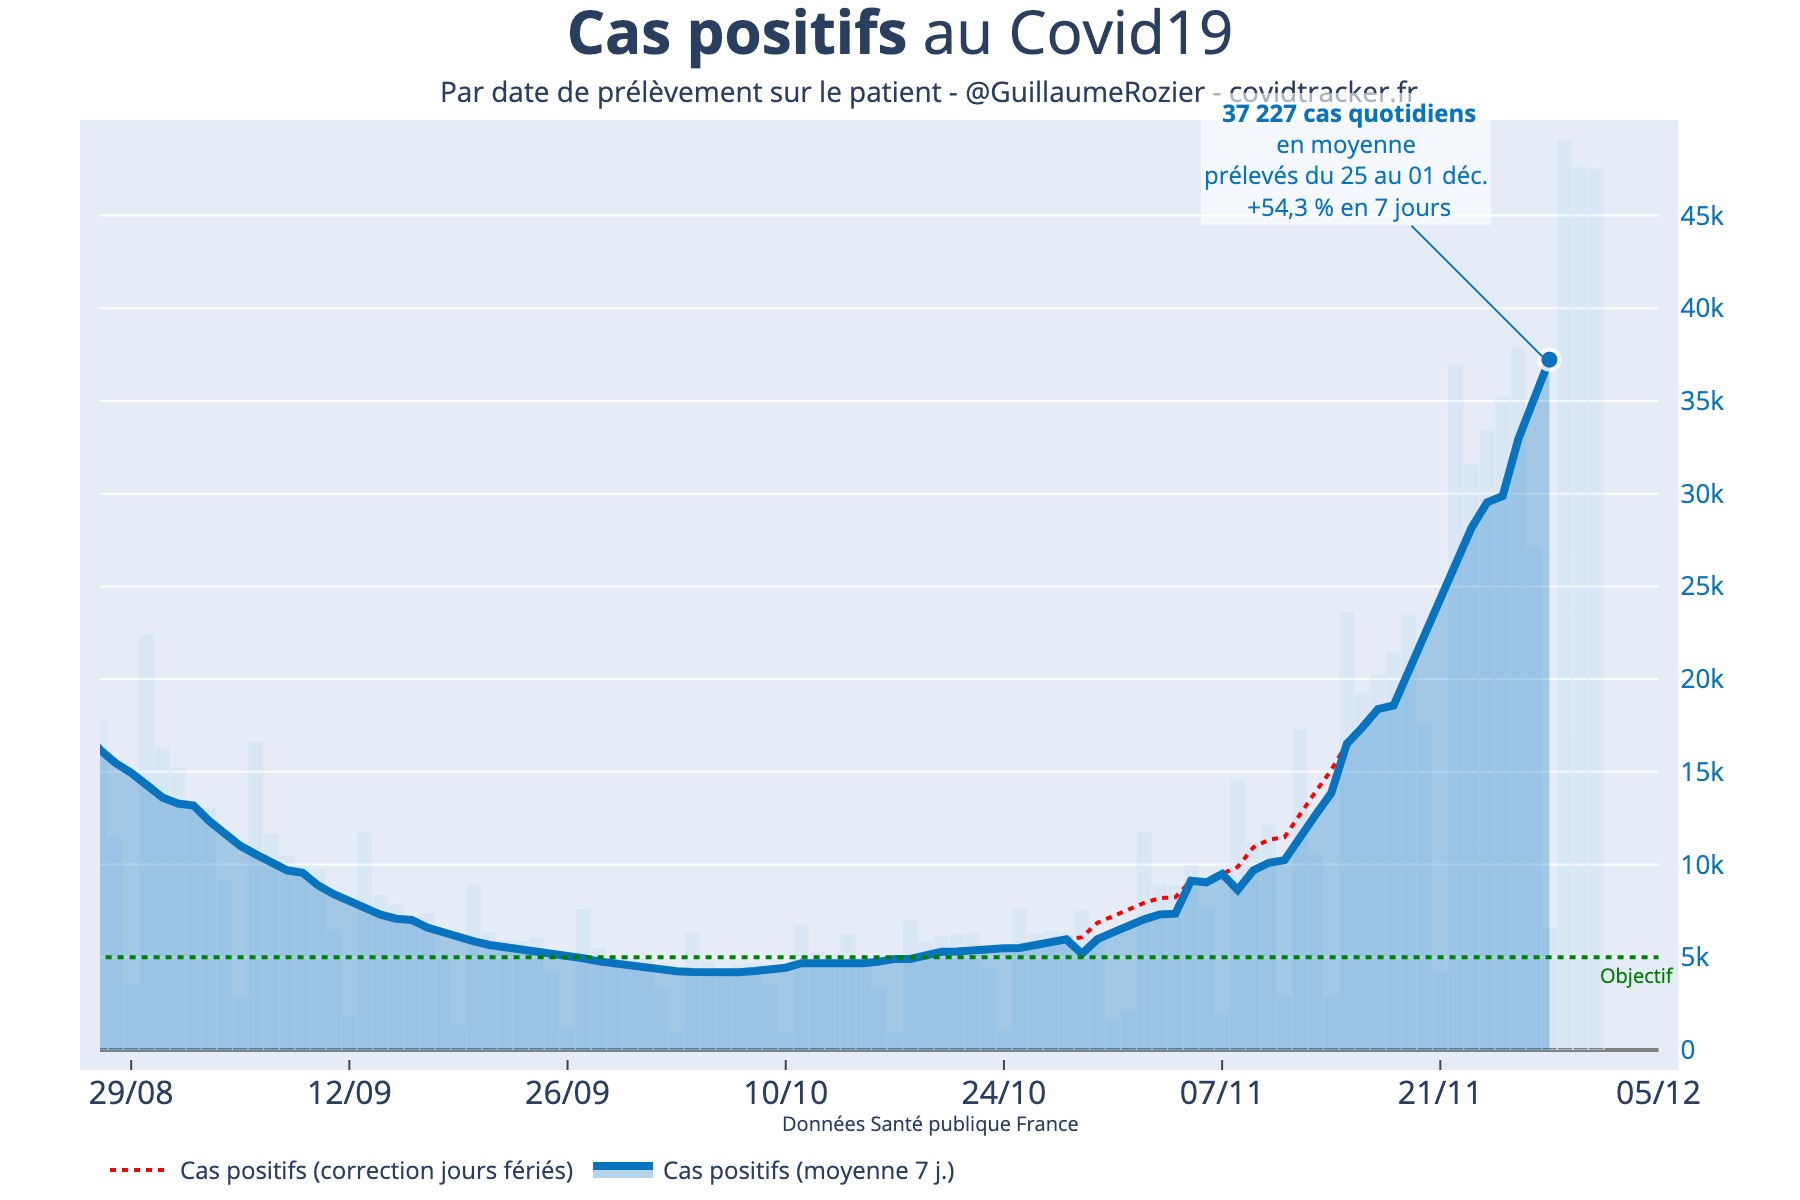 Cas positifs au Covid19
Par date de prélèvement sur le patient - @GuillaumeRozier - covidtracker.fr
37 227 cas quotidiens
en moyenne
prélevés du 25 au 01 déc.
+54,3 % en 7 jours
45k
40k
35k
30k
25k
20k
15k
10k
5k
Objectif
0
29/08 12/09 26/09 10/10 24/10 07/11 21/11 05/12
Données Santé publique France
Cas positifs (correction jours fériés) Cas positifs (moyenne 7 j.)